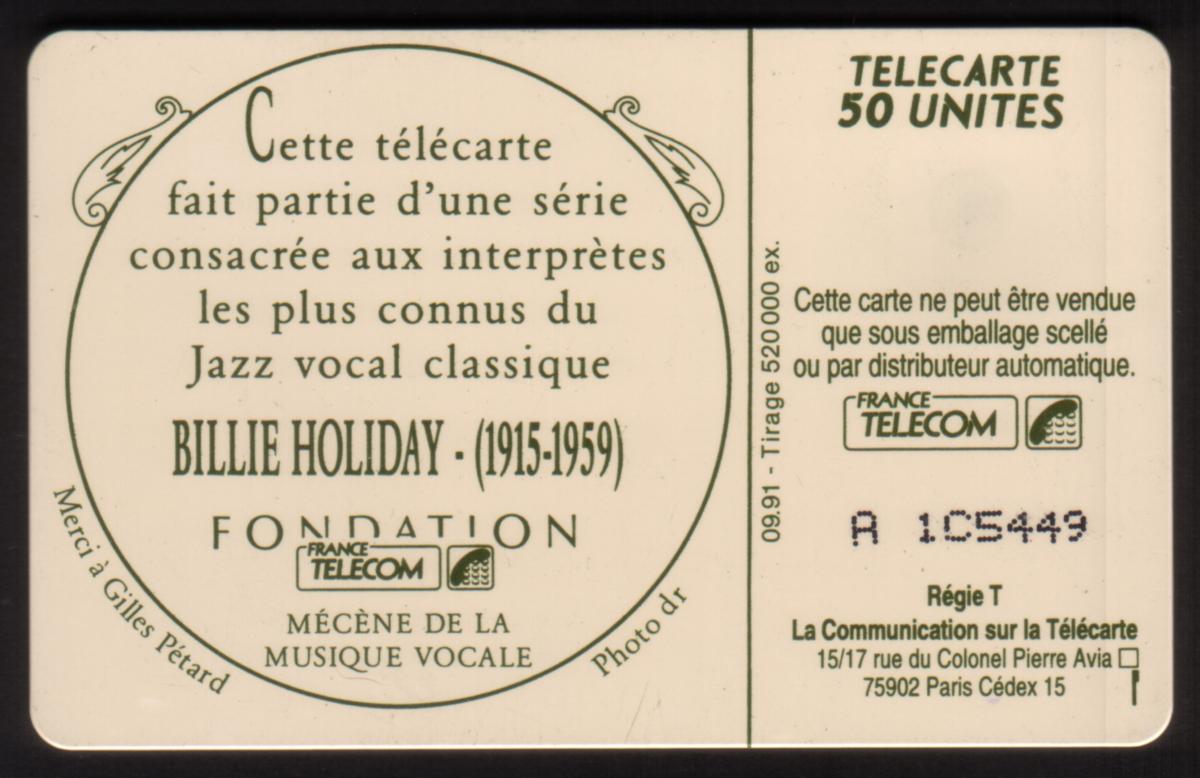 Cette télécarte
fait partie d'une série
consacrée aux interprètes
les plus connus du
Jazz vocal classique
BILLIE HOLIDAY - (1915-1959)
FONDATION
FRANCE
TELECOM
MÉCÈNE DE LA
MUSIQUE VOCALE
Merci à Gilles Pétard
Photo dr
09.91 - Tirage 520 000 ex.
TELECARTE
50 UNITES
Cette carte ne peut être vendue
que sous emballage scellé
ou par distributeur automatique.
FRANCE
TELECOM
A 1C5449
Régie T
La Communication sur la Télécarte
15/17 rue du Colonel Pierre Avia
75902 Paris Cédex 15